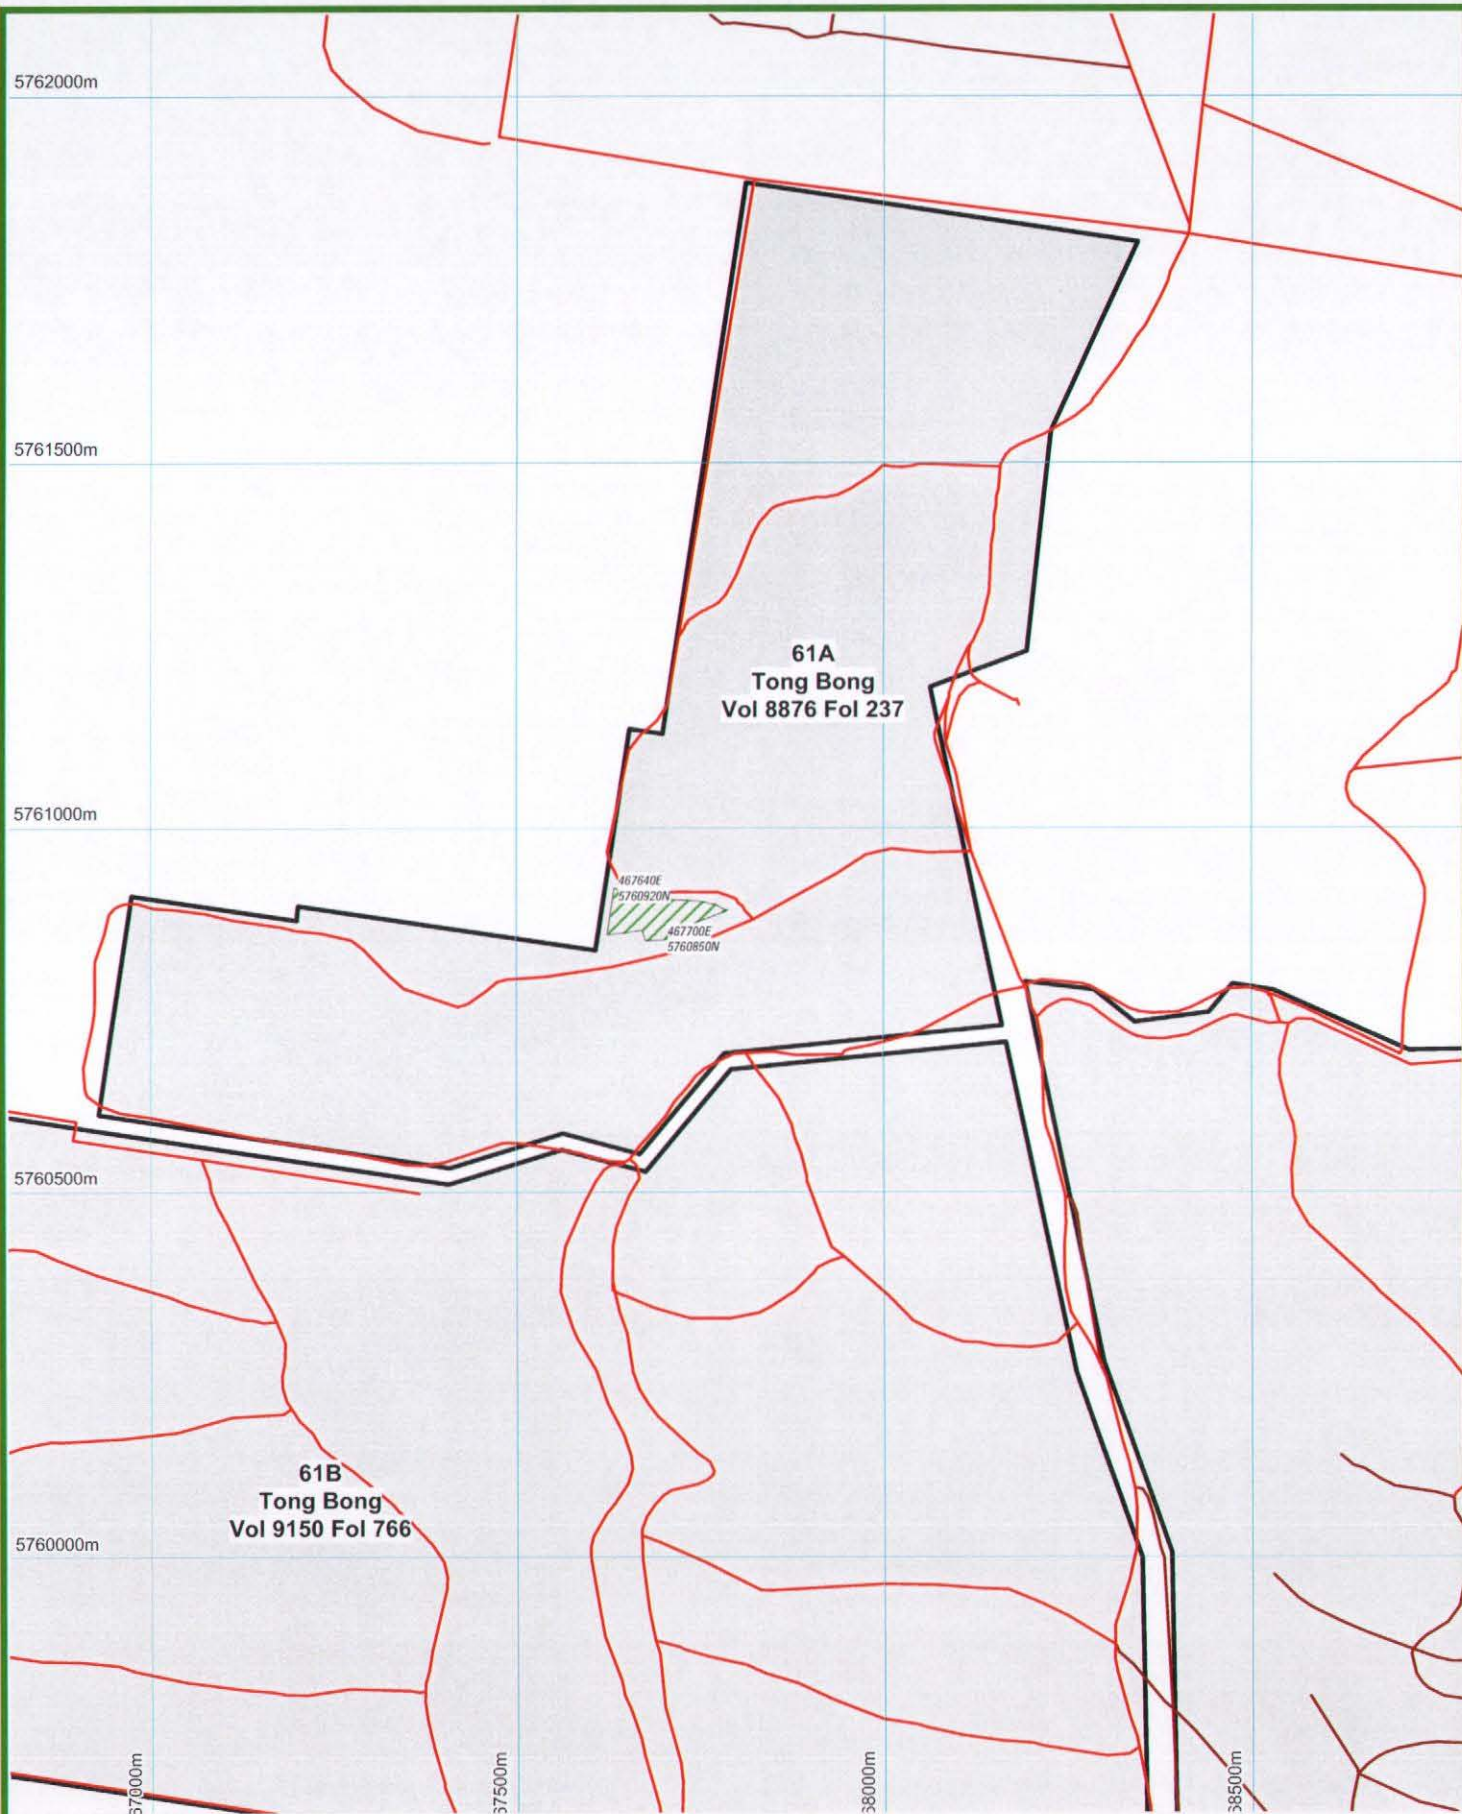 5762000m
5761500m
61A
Tong Bong
Vol 8876 Fol 237
5761000m
467640E
5760920N
467700E
5760850N
5760500m
61B
Tong Bong
Vol 9150 Fol 766
5760000m
67000m
67500m
68000m
68500m